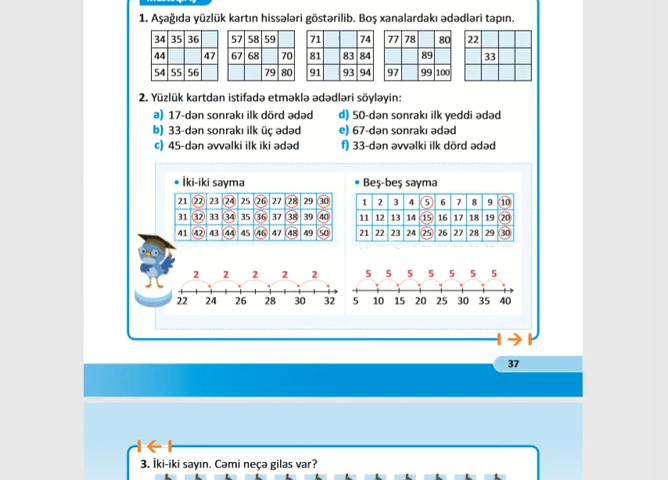 1. Aşağıda yüzlük kartın hissələri göstərilib. Boş xanalardakı ədədləri tapın.
34 35 36
44 47
54 55 56
57 58 59
67 68 70
79 80
71 74
81 83 84
91 93 94
77 78 80
89
97 99 100
22
33
2. Yüzlük kartdan istifadə etməklə ədədləri söyləyin:
a) 17-dən sonrakı ilk dörd ədəd
b) 33-dən sonrakı ilk üç ədəd
c) 45-dən əvvəlki ilk iki ədəd
d) 50-dən sonrakı ilk yeddi ədəd
e) 67-dən sonrakı ədəd
f) 33-dən əvvəlki ilk dörd ədəd
• İki-iki sayma
21 22 23 24 25 26 27 28 29 30
31 32 33 34 35 36 37 38 39 40
41 42 43 44 45 46 47 48 49 50
2 2 2 2 2
22 24 26 28 30 32
• Beş-beş sayma
1 2 3 4 5 6 7 8 9 10
11 12 13 14 15 16 17 18 19 20
21 22 23 24 25 26 27 28 29 30
5 5 5 5 5 5 5
5 10 15 20 25 30 35 40
37
3. İki-iki sayın. Cəmi neçə gilas var?